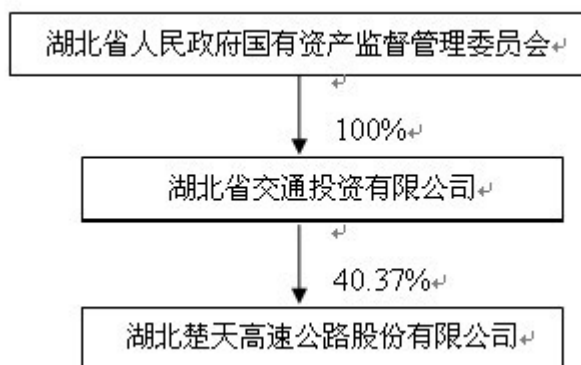 湖北省人民政府国有资产监督管理委员会↵
↵
100%↵
湖北省交通投资有限公司↵
↵
40.37%↵
湖北楚天高速公路股份有限公司↵